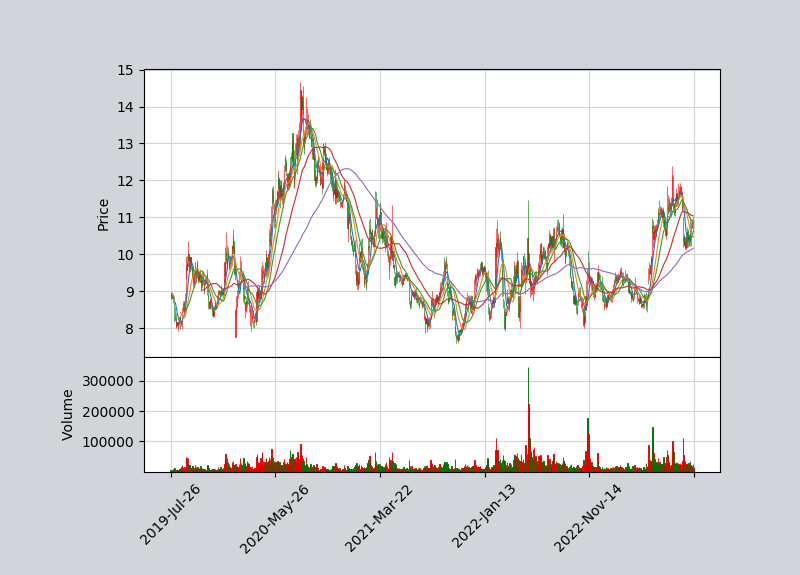 15
14
13
12
11
10
9
8
Price
300000
200000
100000
Volume
2019-Jul-26
2020-May-26
2021-Mar-22
2022-Jan-13
2022-Nov-14